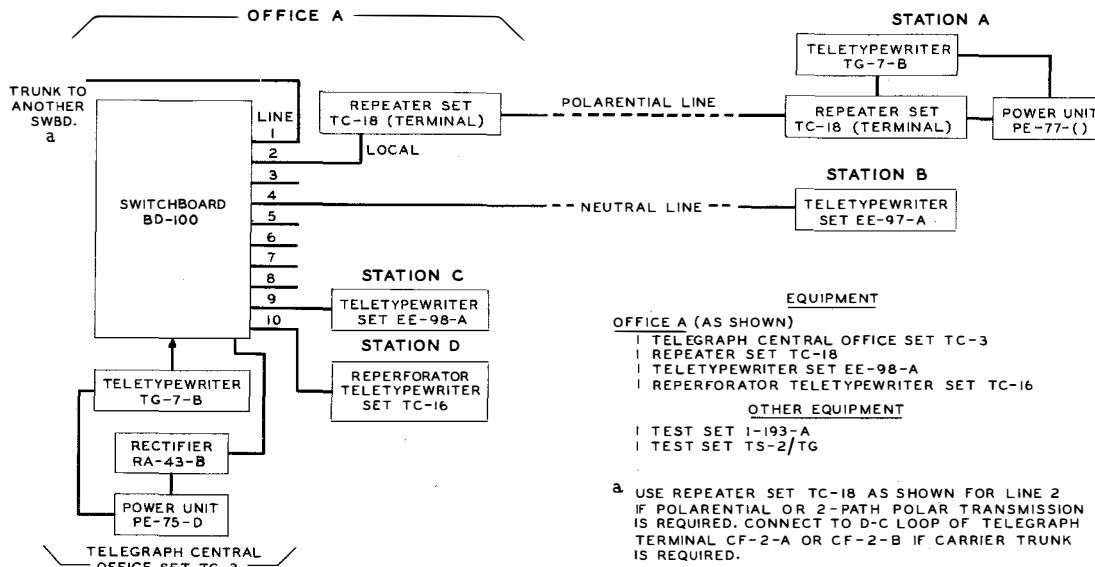 OFFICE A
STATION A
TELETYPEWRITER
TG-7-B
TRUNK TO
ANOTHER
SWBD.
a
LINE
1
2
3
4
5
6
7
8
9
10
REPEATER SET
TC-18 (TERMINAL)
LOCAL
POLARENTIAL LINE
REPEATER SET
TC-18 (TERMINAL)
POWER UNIT
PE-77-()
SWITCHBOARD
BD-100
STATION B
NEUTRAL LINE
TELETYPEWRITER
SET EE-97-A
STATION C
TELETYPEWRITER
SET EE-98-A
STATION D
REPERFORATOR
TELETYPEWRITER
SET TC-16
TELETYPEWRITER
TG-7-B
RECTIFIER
RA-43-B
POWER UNIT
PE-75-D
TELEGRAPH CENTRAL
OFFICE SET TC-3
EQUIPMENT
OFFICE A (AS SHOWN)
1 TELEGRAPH CENTRAL OFFICE SET TC-3
1 REPEATER SET TC-18
1 TELETYPEWRITER SET EE-98-A
1 REPERFORATOR TELETYPEWRITER SET TC-16
OTHER EQUIPMENT
1 TEST SET I-193-A
1 TEST SET TS-2/TG
a USE REPEATER SET TC-18 AS SHOWN FOR LINE 2
IF POLARENTIAL OR 2-PATH POLAR TRANSMISSION
IS REQUIRED. CONNECT TO D-C LOOP OF TELEGRAPH
TERMINAL CF-2-A OR CF-2-B IF CARRIER TRUNK
IS REQUIRED.